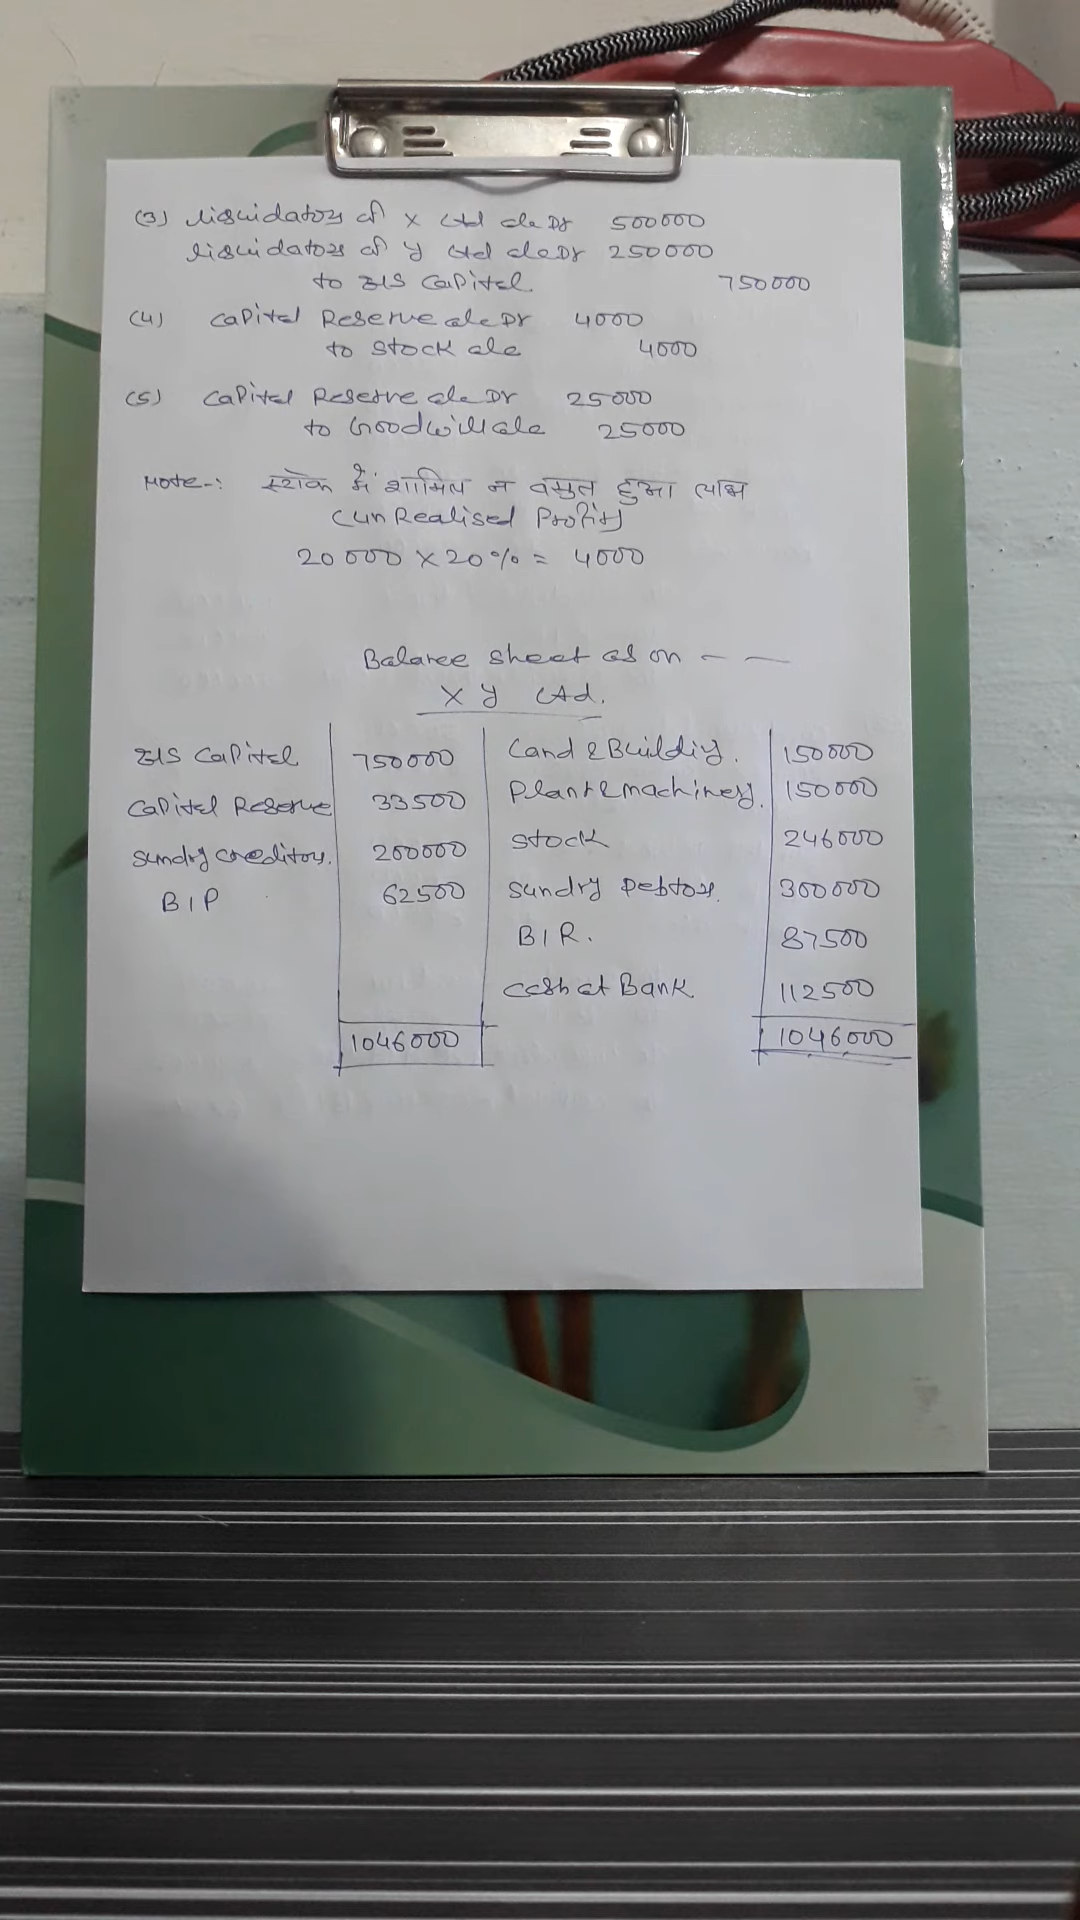 (3) liquidators of X Ltd a/c Dr 500000
liquidators of Y Ltd a/c Dr 250000
to E/S Capital 750000
(4) Capital Reserve a/c Dr 4000
to Stock a/c 4000
(5) Capital Reserve a/c Dr 25000
to Goodwill a/c 25000
Note-: स्टॉक में शामिल न वसुल हुआ लाभ
(un Realised Profit)
20000 × 20% = 4000
Balance sheet as on - -
X Y Ltd.
E/S Capital 750000 Land & Building. 150000
Capital Reserve 33500 Plant & machinery. 150000
Sundry Creditors. 200000 Stock 246000
B/P 62500 Sundry Debtors. 300000
B/R. 87500
Cash at Bank 112500
1046000 1046000